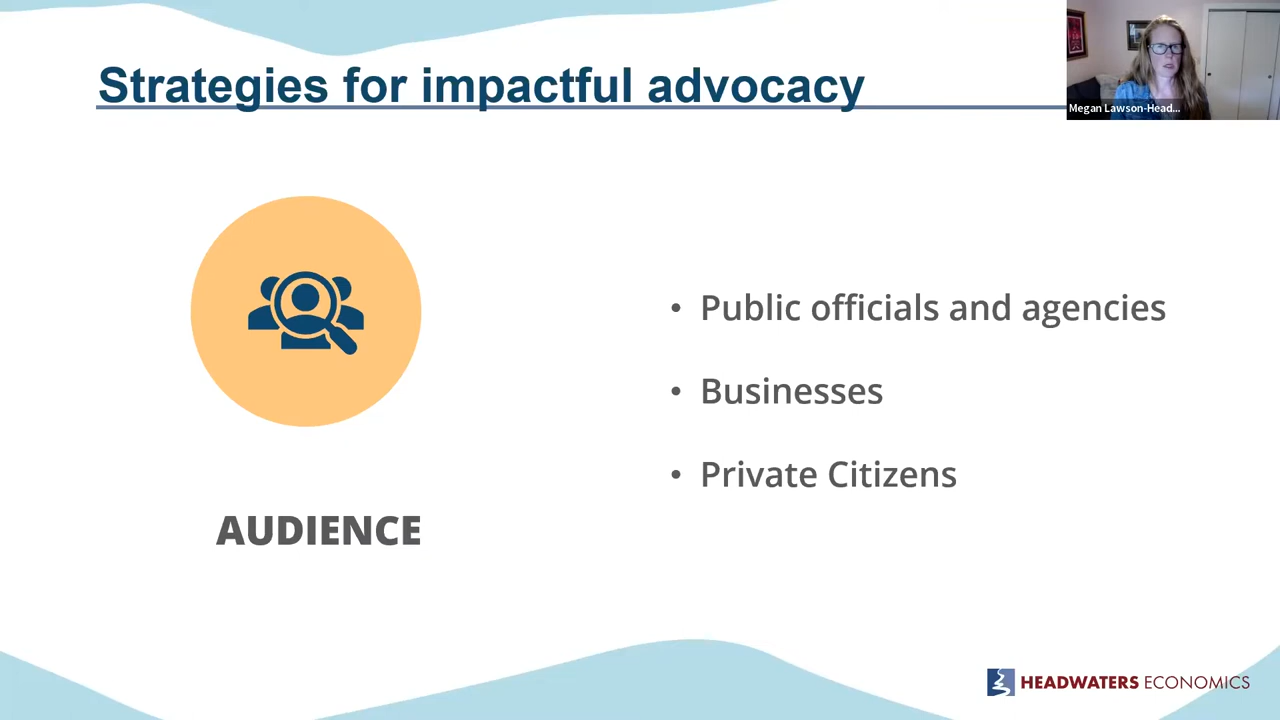 Strategies for impactful advocacy
Megan Lawson-Head...
• Public officials and agencies
• Businesses
• Private Citizens
AUDIENCE
HEADWATERS ECONOMICS